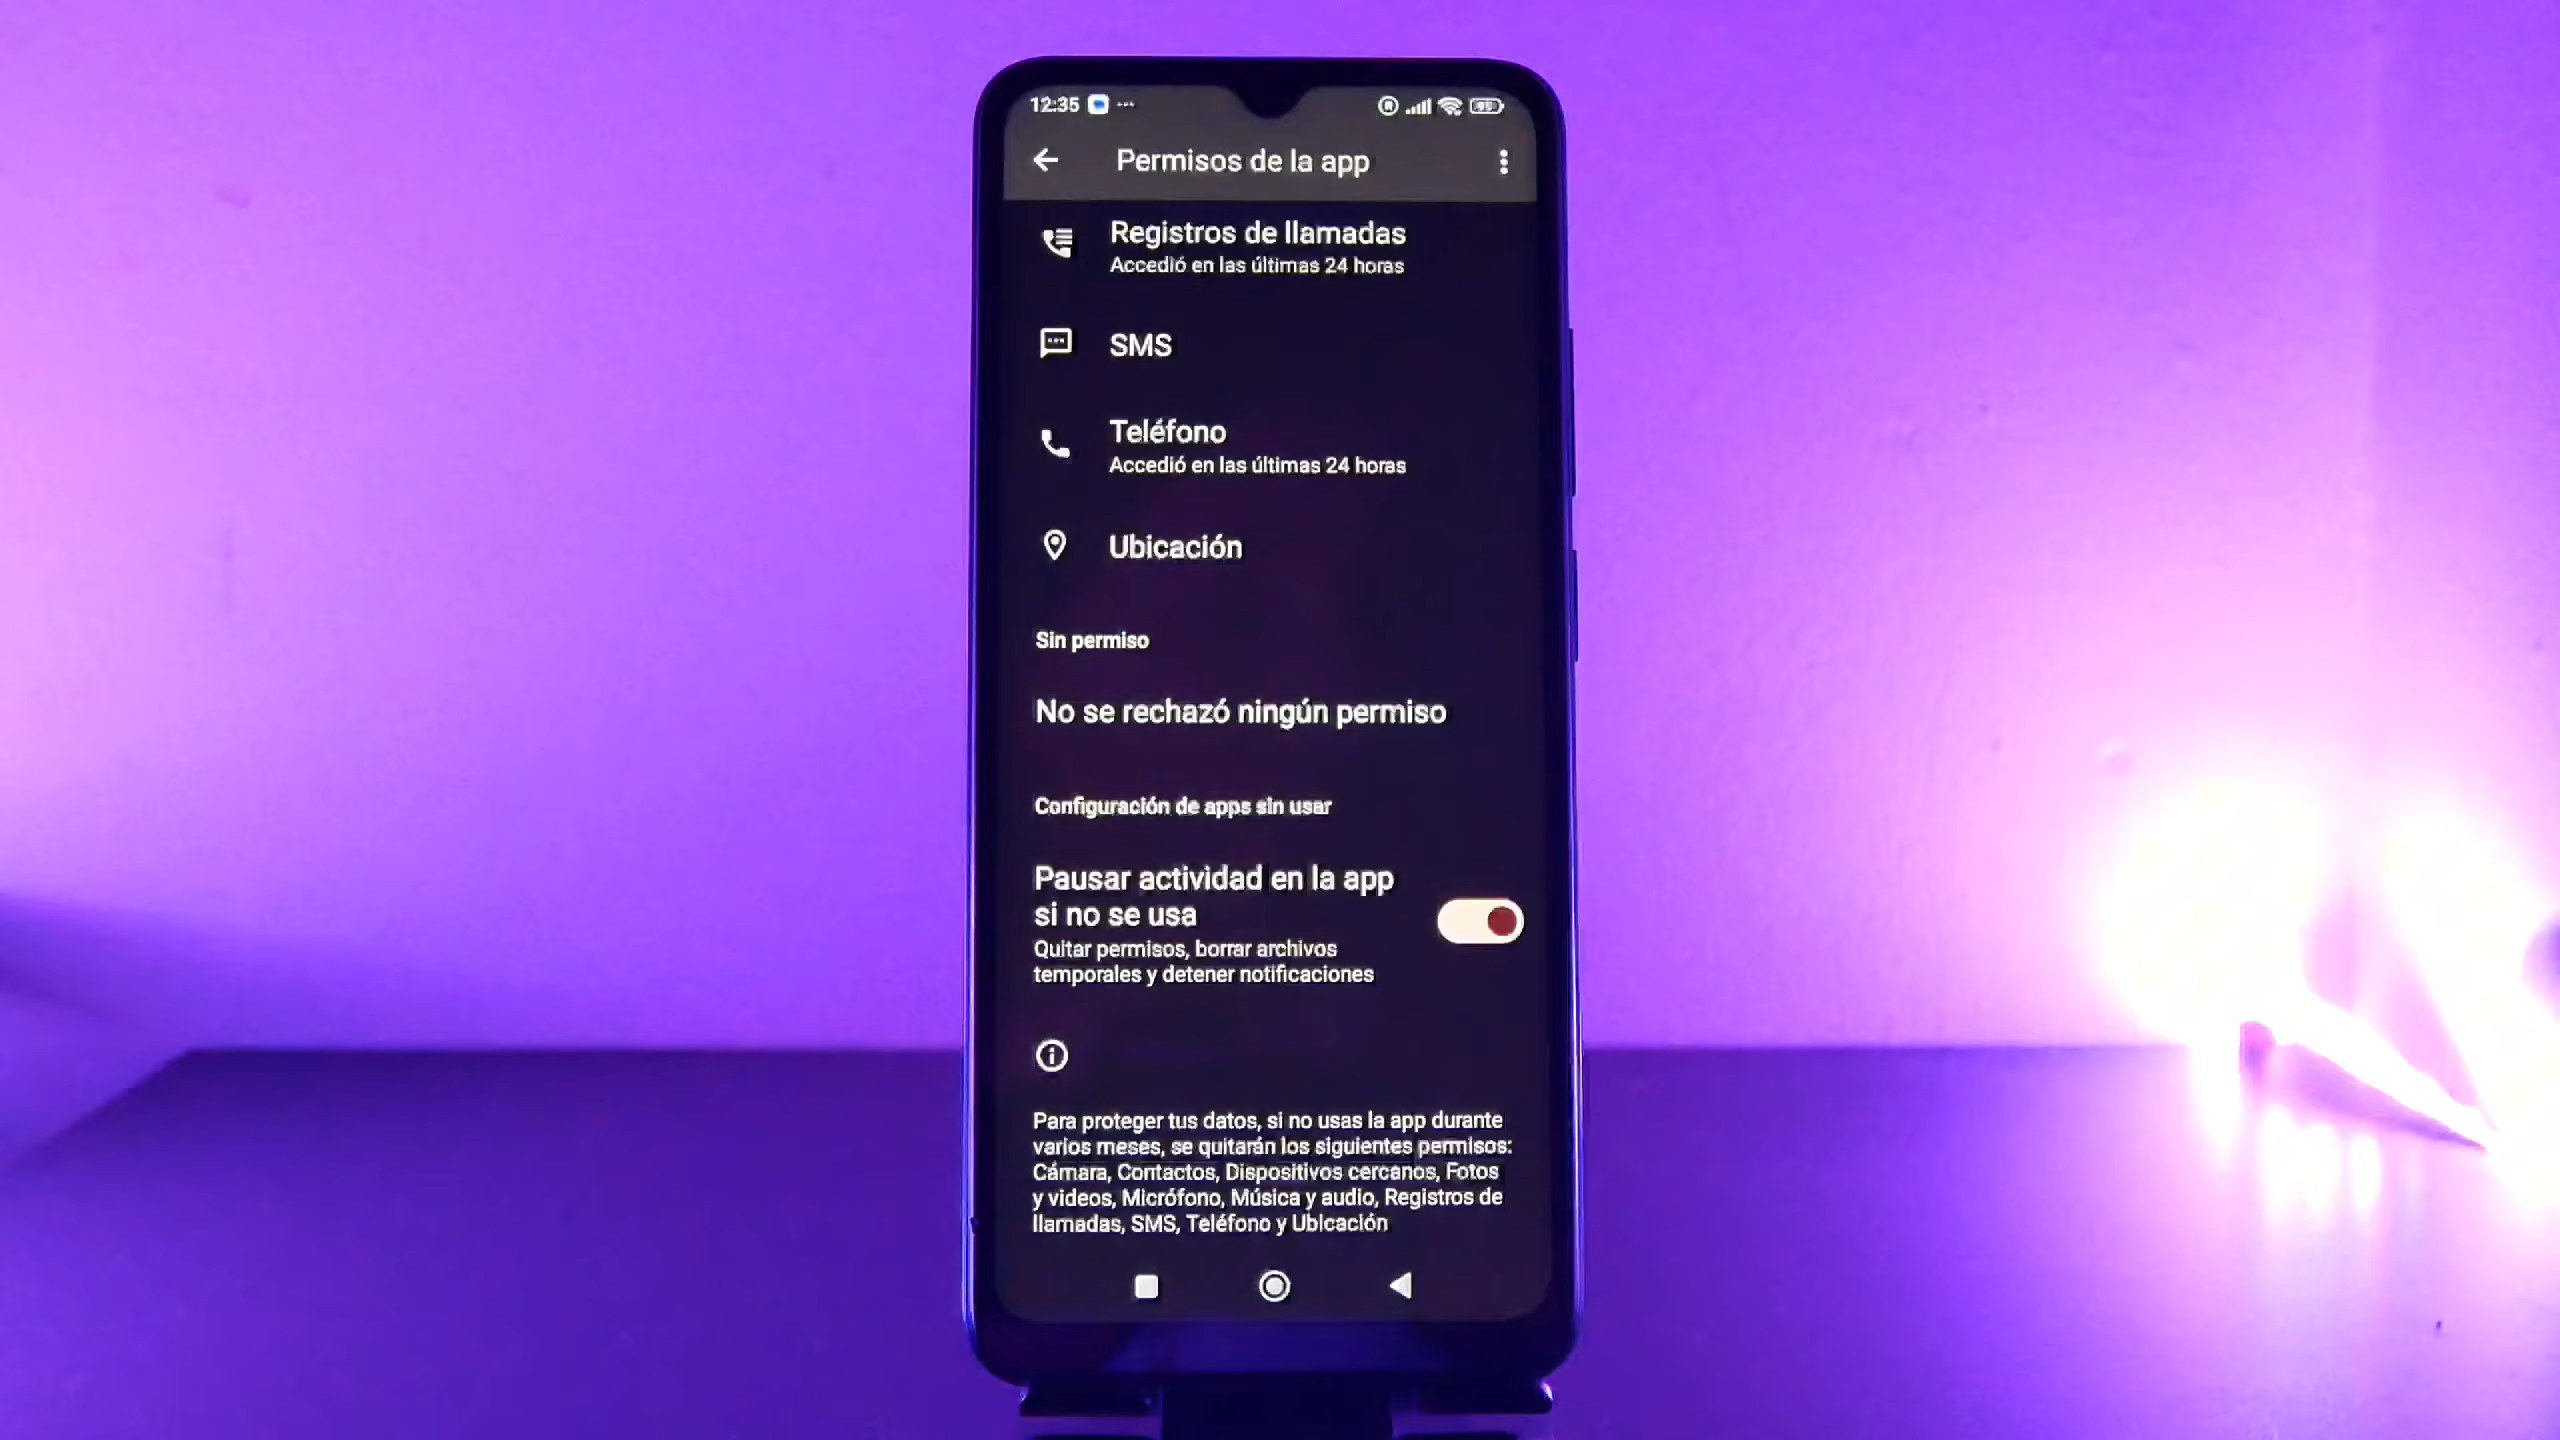 12:35
Permisos de la app
Registros de llamadas
Accedió en las últimas 24 horas
SMS
Teléfono
Accedió en las últimas 24 horas
Ubicación
Sin permiso
No se rechazó ningún permiso
Configuración de apps sin usar
Pausar actividad en la app
si no se usa
Quitar permisos, borrar archivos
temporales y detener notificaciones
Para proteger tus datos, si no usas la app durante
varios meses, se quitarán los siguientes permisos:
Cámara, Contactos, Dispositivos cercanos, Fotos
y videos, Micrófono, Música y audio, Registros de
llamadas, SMS, Teléfono y Ubicación